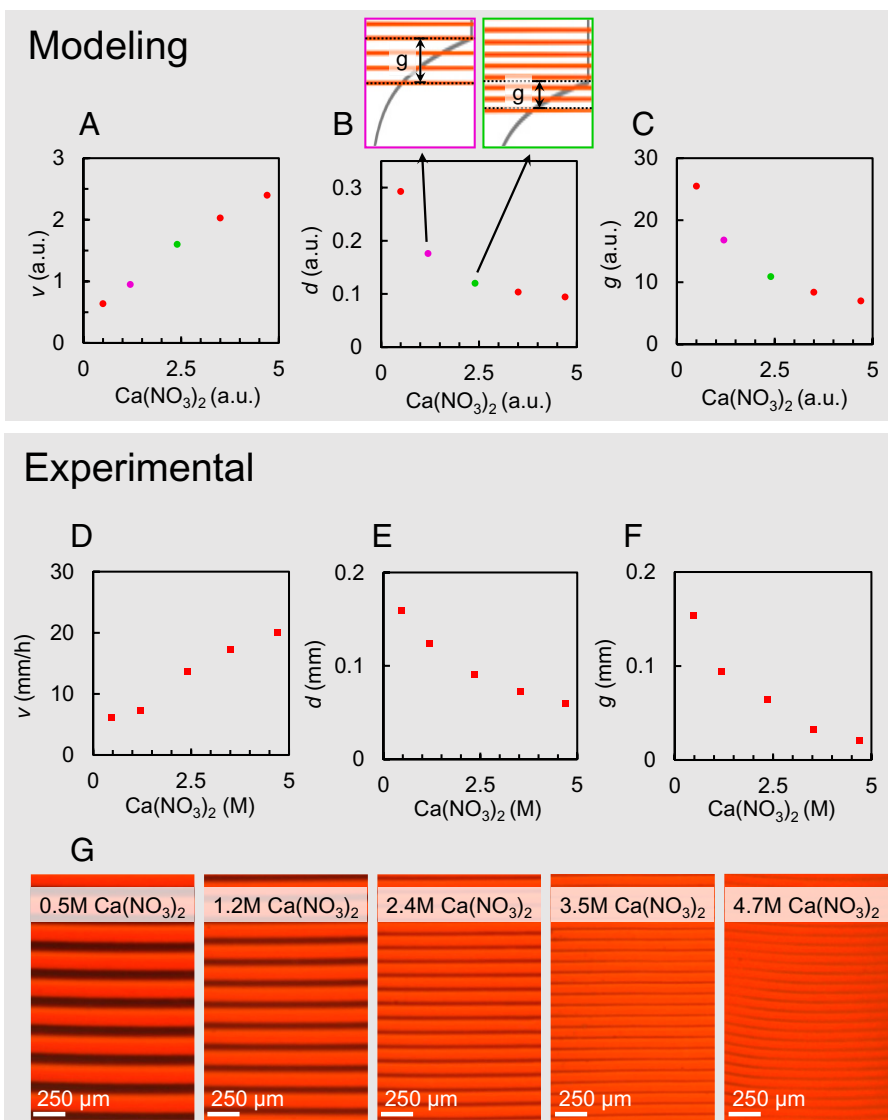 Modeling
g
g
A
B
C
3
2
1
0
v (a.u.)
0
2.5
5
Ca(NO₃)₂ (a.u.)
0.3
0.2
0.1
0
d (a.u.)
0
2.5
5
Ca(NO₃)₂ (a.u.)
30
20
10
0
g (a.u.)
0
2.5
5
Ca(NO₃)₂ (a.u.)
Experimental
D
E
F
30
20
10
0
v (mm/h)
0
2.5
5
Ca(NO₃)₂ (M)
0.2
0.1
0
d (mm)
0
2.5
5
Ca(NO₃)₂ (M)
0.2
0.1
0
g (mm)
0
2.5
5
Ca(NO₃)₂ (M)
G
0.5M Ca(NO₃)₂
1.2M Ca(NO₃)₂
2.4M Ca(NO₃)₂
3.5M Ca(NO₃)₂
4.7M Ca(NO₃)₂
250 µm
250 µm
250 µm
250 µm
250 µm